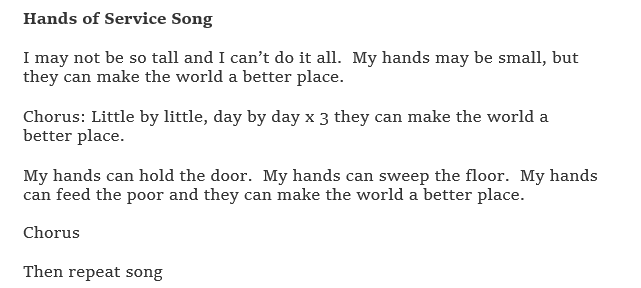 Hands of Service Song
I may not be so tall and I can’t do it all.  My hands may be small, but
they can make the world a better place.
Chorus: Little by little, day by day x 3 they can make the world a
better place.
My hands can hold the door.  My hands can sweep the floor.  My hands
can feed the poor and they can make the world a better place.
Chorus
Then repeat song